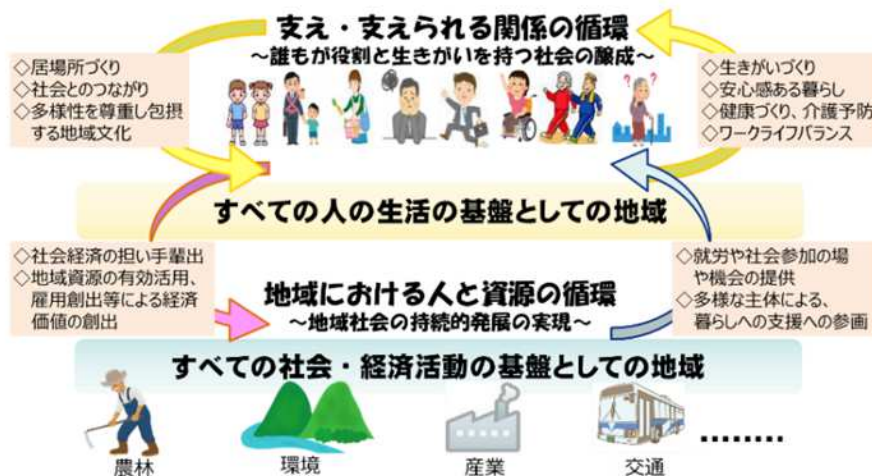 支え・支えられる関係の循環
~誰もが役割と生きがいを持つ社会の醸成~
◇居場所づくり
◇社会とのつながり
◇多様性を尊重し包摂
する地域文化
◇生きがいづくり
◇安心感ある暮らし
◇健康づくり、介護予防
◇ワークライフバランス
すべての人の生活の基盤としての地域
◇社会経済の担い手輩出
◇地域資源の有効活用、
雇用創出等による経済
価値の創出
地域における人と資源の循環
~地域社会の持続的発展の実現~
◇就労や社会参加の場
や機会の提供
◇多様な主体による、
暮らしへの支援への参画
すべての社会・経済活動の基盤としての地域
農林
環境
産業
交通
………